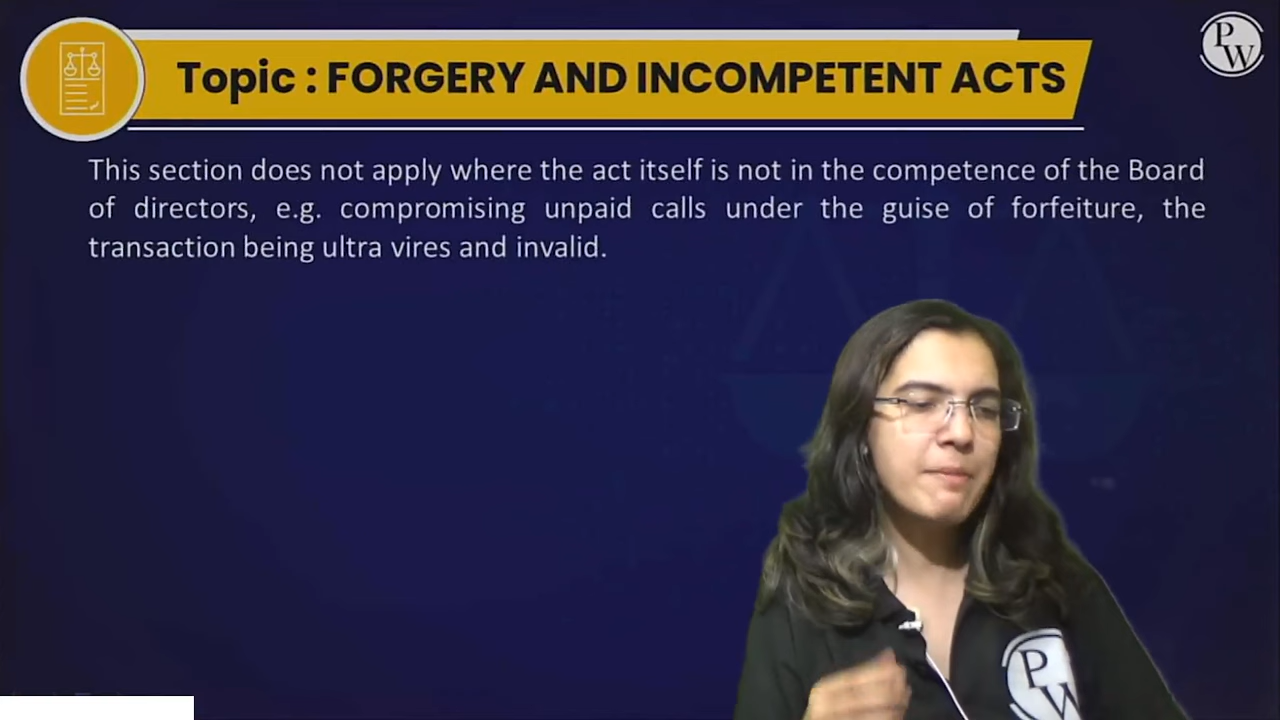 Topic : FORGERY AND INCOMPETENT ACTS
PW
This section does not apply where the act itself is not in the competence of the Board
of directors, e.g. compromising unpaid calls under the guise of forfeiture, the
transaction being ultra vires and invalid.
PW